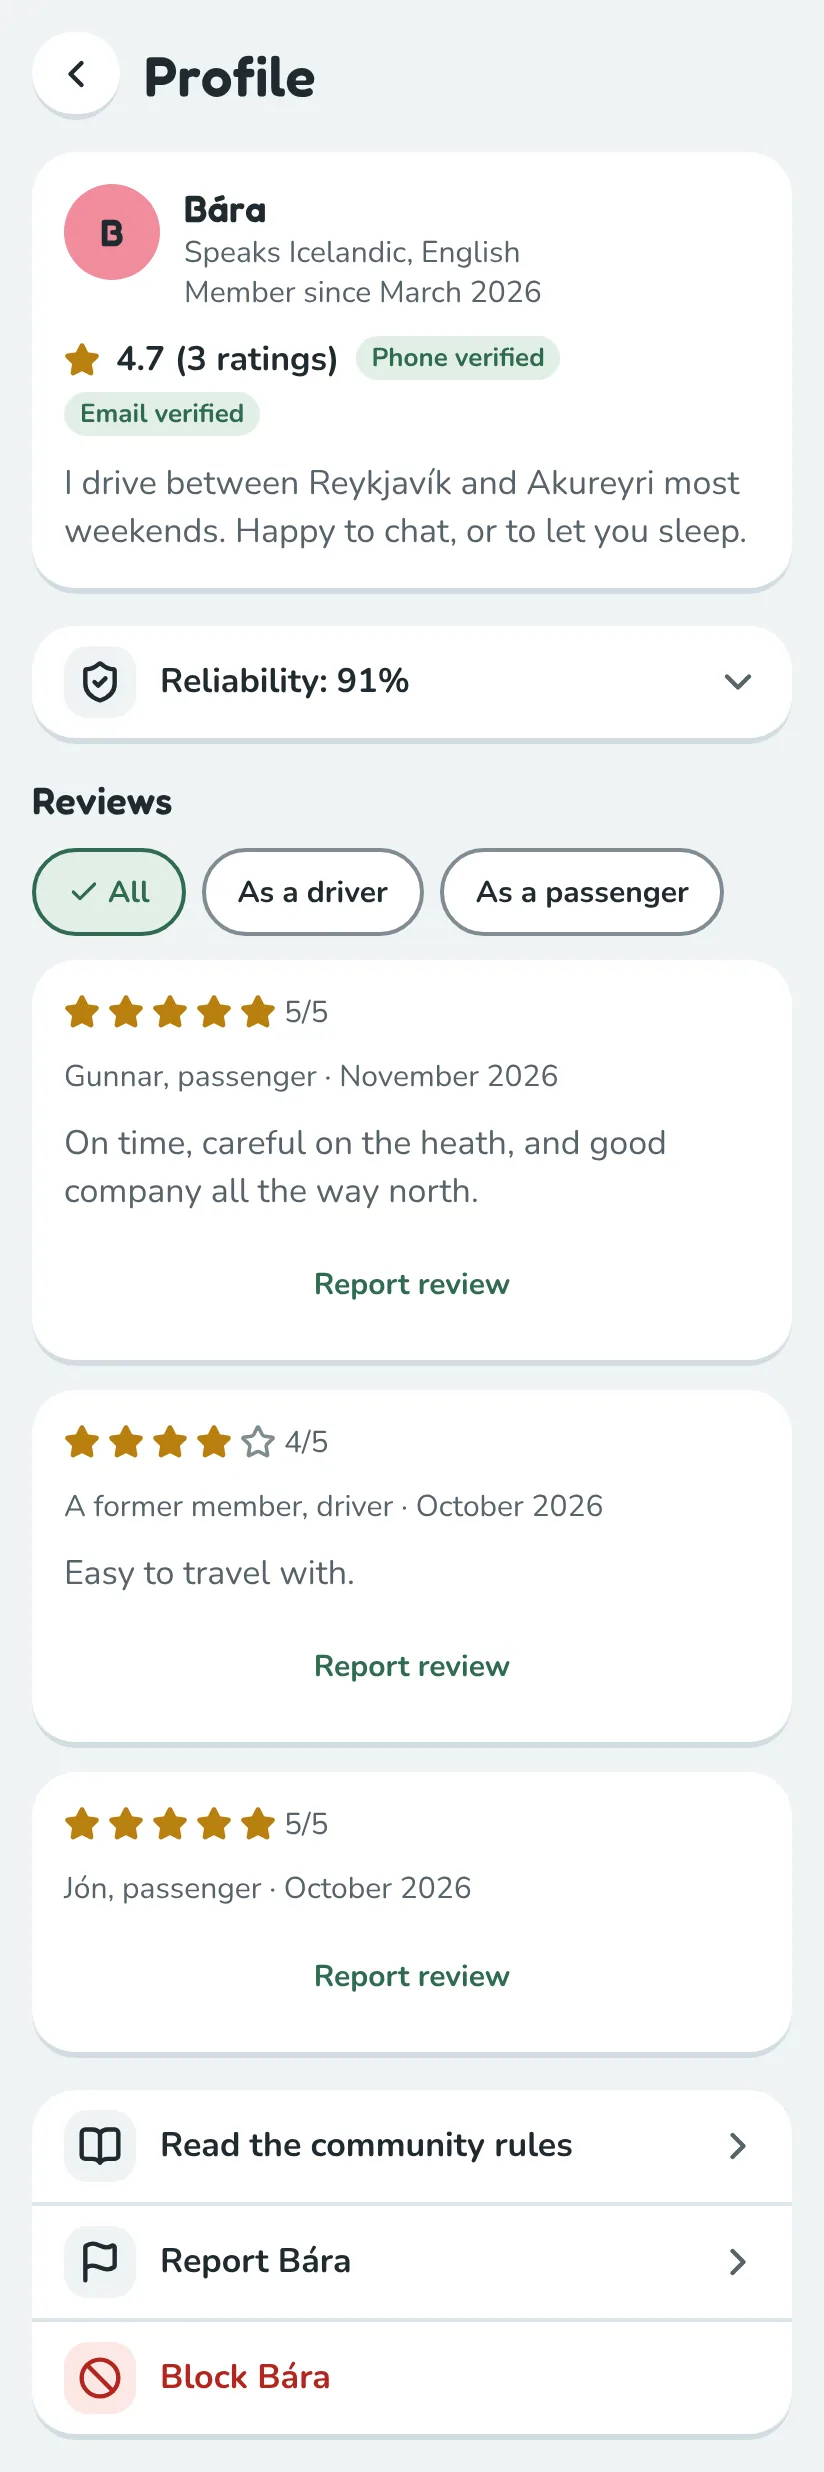 Profile
B
Bára
Speaks Icelandic, English
Member since March 2026
4.7 (3 ratings)
Phone verified
Email verified
I drive between Reykjavík and Akureyri most
weekends. Happy to chat, or to let you sleep.
Reliability: 91%
Reviews
All
As a driver
As a passenger
5/5
Gunnar, passenger · November 2026
On time, careful on the heath, and good
company all the way north.
Report review
4/5
A former member, driver · October 2026
Easy to travel with.
Report review
5/5
Jón, passenger · October 2026
Report review
Read the community rules
Report Bára
Block Bára